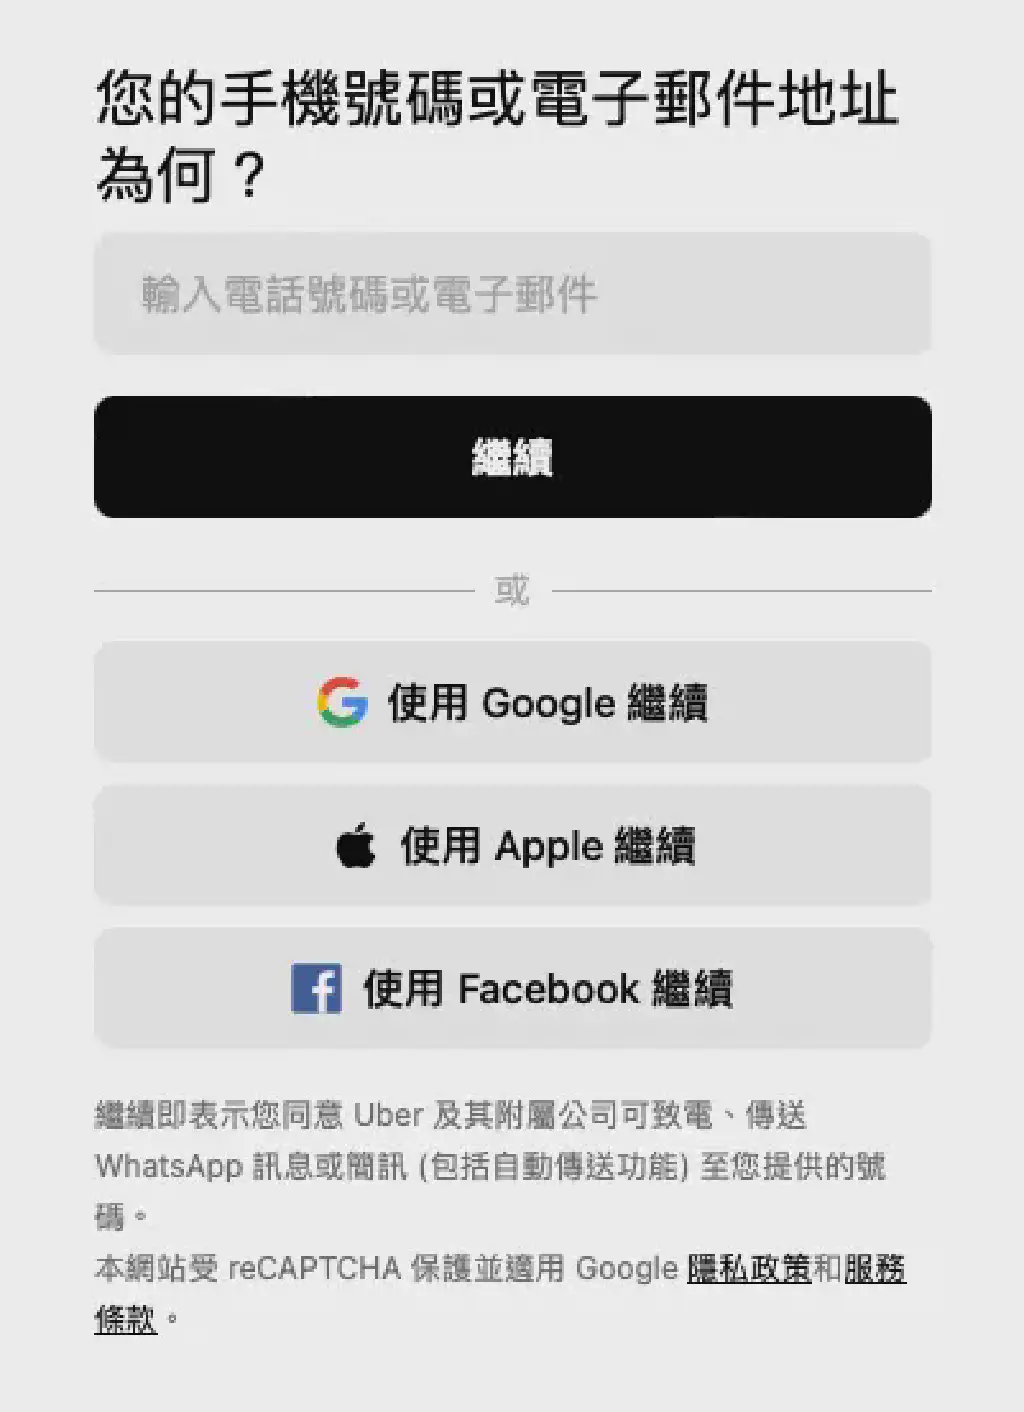 您的手機號碼或電子郵件地址
為何？
輸入電話號碼或電子郵件
繼續
或
使用 Google 繼續
使用 Apple 繼續
使用 Facebook 繼續
繼續即表示您同意 Uber 及其附屬公司可致電、傳送
WhatsApp 訊息或簡訊 (包括自動傳送功能) 至您提供的號
碼。
本網站受 reCAPTCHA 保護並適用 Google 隱私政策和服務
條款。